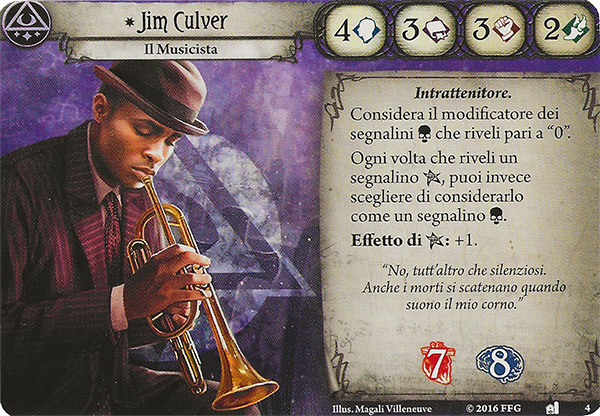 Jim Culver
Il Musicista
4 3 3 2
Intrattenitore.
Considera il modificatore dei
segnalini che riveli pari a “0”.
Ogni volta che riveli un
segnalino , puoi invece
scegliere di considerarlo
come un segnalino .
Effetto di : +1.
“No, tutt’altro che silenziosi.
Anche i morti si scatenano quando
suono il mio corno.”
7 8
Illus. Magali Villeneuve © 2016 FFG 4